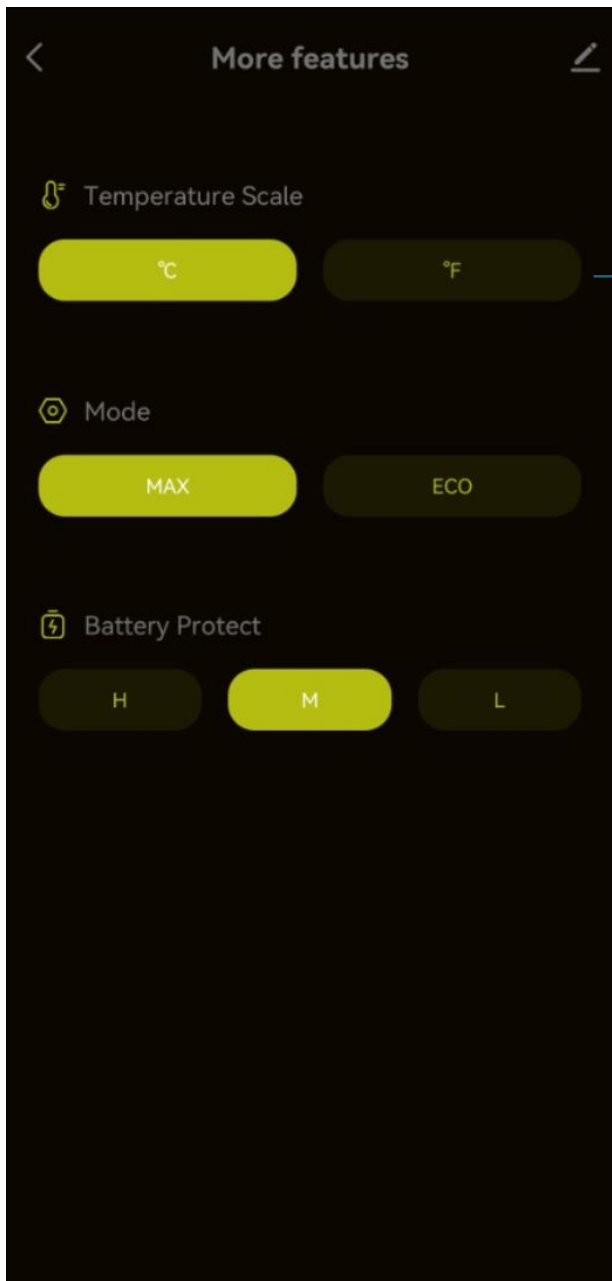 More features
Temperature Scale
℃ ℉
Mode
MAX ECO
Battery Protect
H M L